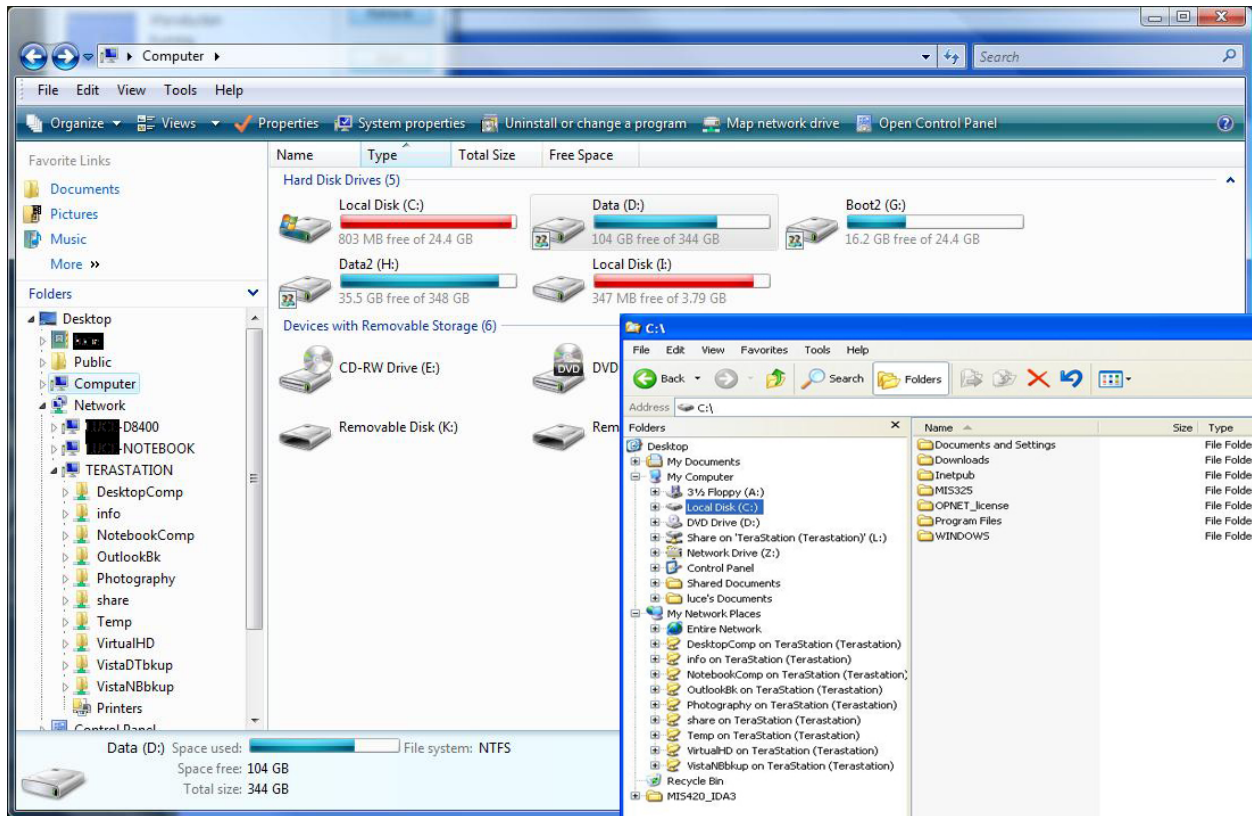 Computer
Search
File Edit View Tools Help
Organize Views Properties System properties Uninstall or change a program Map network drive Open Control Panel
Favorite Links
Documents
Pictures
Music
More »
Folders
Desktop
Public
Computer
Network
-D8400
-NOTEBOOK
TERASTATION
DesktopComp
info
NotebookComp
OutlookBk
Photography
share
Temp
VirtualHD
VistaDTbkup
VistaNBbkup
Printers
Control Panel
Name Type Total Size Free Space
Hard Disk Drives (5)
Local Disk (C:)
803 MB free of 24.4 GB
Data (D:)
104 GB free of 344 GB
Boot2 (G:)
16.2 GB free of 24.4 GB
Data2 (H:)
35.5 GB free of 348 GB
Local Disk (I:)
347 MB free of 3.79 GB
Devices with Removable Storage (6)
CD-RW Drive (E:)
DVD
DVD
Removable Disk (K:)
Rem
Data (D:) Space used: File system: NTFS
Space free: 104 GB
Total size: 344 GB
C:\
File Edit View Favorites Tools Help
Back Search Folders
Address C:\
Folders
Desktop
My Documents
My Computer
3½ Floppy (A:)
Local Disk (C:)
DVD Drive (D:)
Share on 'TeraStation (Terastation)' (L:)
Network Drive (Z:)
Control Panel
Shared Documents
luce's Documents
My Network Places
Entire Network
DesktopComp on TeraStation (Terastation)
info on TeraStation (Terastation)
NotebookComp on TeraStation (Terastation)
OutlookBk on TeraStation (Terastation)
Photography on TeraStation (Terastation)
share on TeraStation (Terastation)
Temp on TeraStation (Terastation)
VirtualHD on TeraStation (Terastation)
VistaNBbkup on TeraStation (Terastation)
Recycle Bin
MIS420_IDA3
Name Size Type
Documents and Settings File Folde
Downloads File Folde
Inetpub File Folde
MIS325 File Folde
OPNET_license File Folde
Program Files File Folde
WINDOWS File Folde